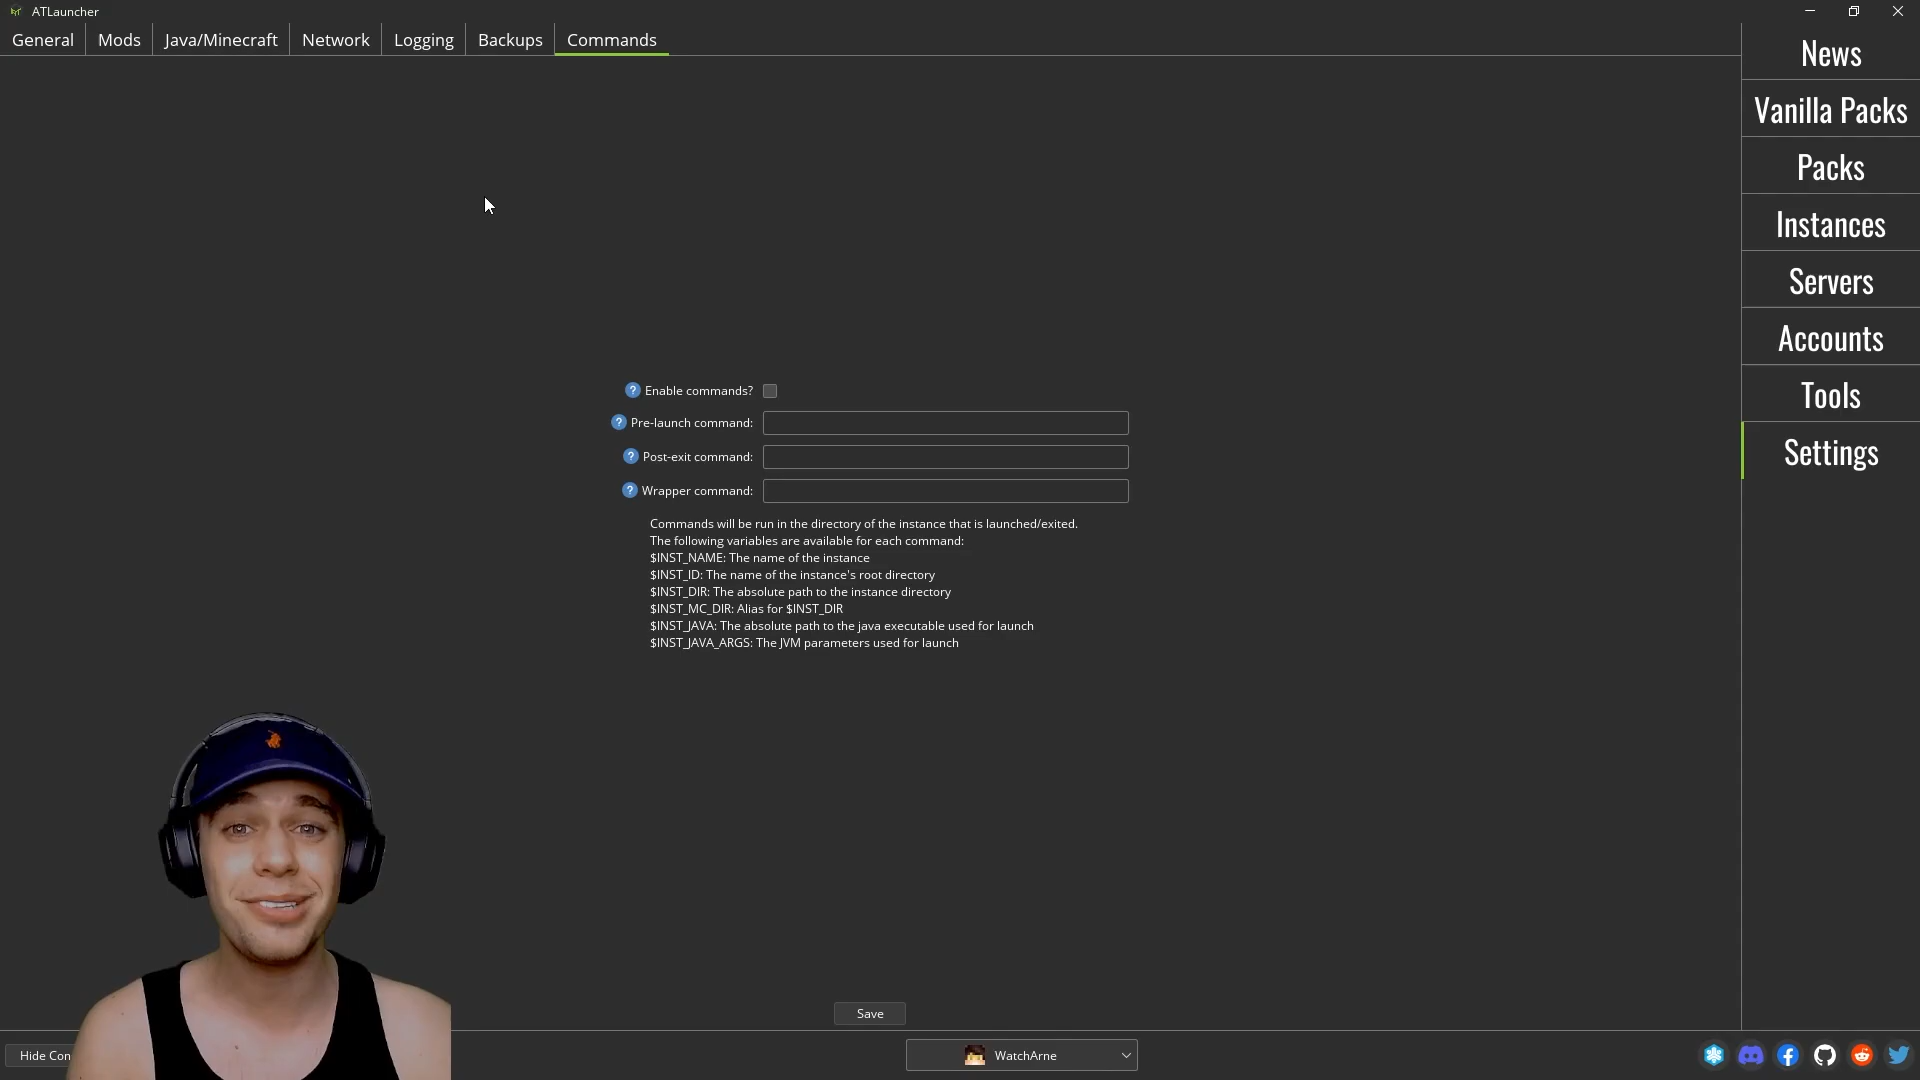 ATLauncher
General
Mods
Java/Minecraft
Network
Logging
Backups
Commands
News
Vanilla Packs
Packs
Instances
Servers
Accounts
Tools
Settings
? Enable commands?
? Pre-launch command:
? Post-exit command:
? Wrapper command:
Commands will be run in the directory of the instance that is launched/exited.
The following variables are available for each command:
$INST_NAME: The name of the instance
$INST_ID: The name of the instance's root directory
$INST_DIR: The absolute path to the instance directory
$INST_MC_DIR: Alias for $INST_DIR
$INST_JAVA: The absolute path to the java executable used for launch
$INST_JAVA_ARGS: The JVM parameters used for launch
Save
Hide Con
WatchArne